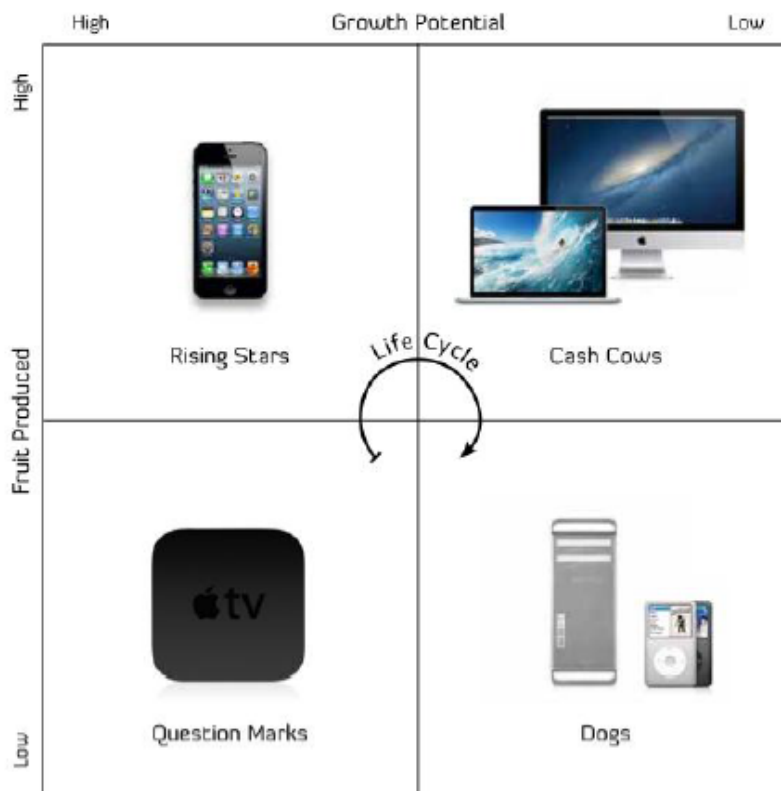 High Growth Potential Low
High
Rising Stars
Life Cycle
Cash Cows
Fruit Produced
tv
Question Marks
Dogs
Low